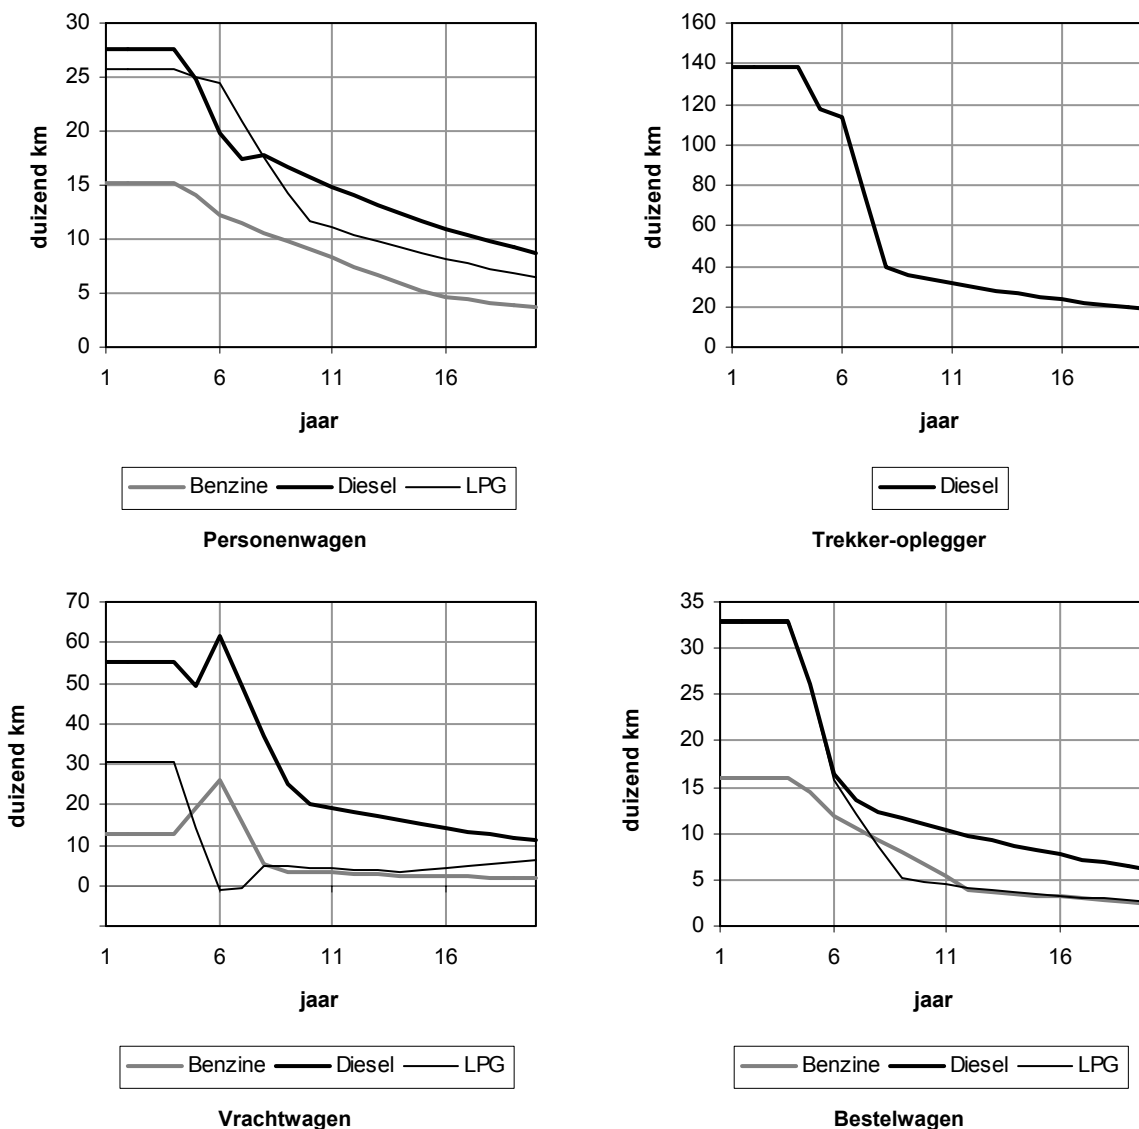 30
25
20
15
10
5
0
duizend km
1 6 11 16
jaar
Benzine Diesel LPG
Personenwagen
160
140
120
100
80
60
40
20
0
duizend km
1 6 11 16
jaar
Diesel
Trekker-oplegger
70
60
50
40
30
20
10
0
duizend km
1 6 11 16
jaar
Benzine Diesel LPG
Vrachtwagen
35
30
25
20
15
10
5
0
duizend km
1 6 11 16
jaar
Benzine Diesel LPG
Bestelwagen